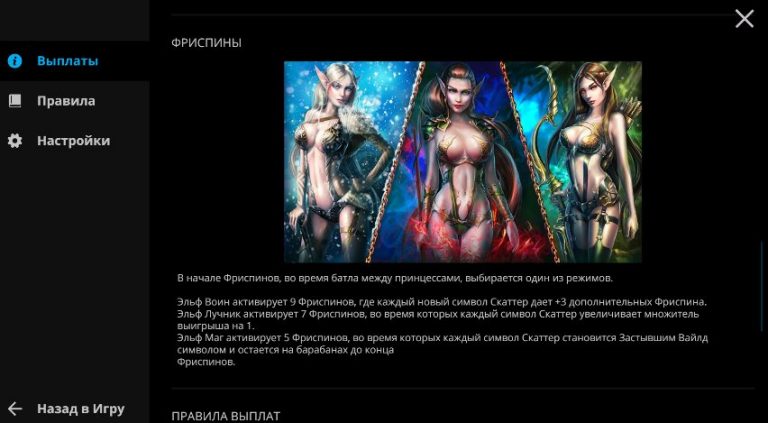 ФРИСПИНЫ
Выплаты
Правила
Настройки
В начале Фриспинов, во время батла между принцессами, выбирается один из режимов.
Эльф Воин активирует 9 Фриспинов, где каждый новый символ Скаттер дает +3 дополнительных Фриспина.
Эльф Лучник активирует 7 Фриспинов, во время которых каждый символ Скаттер увеличивает множитель
выигрыша на 1.
Эльф Маг активирует 5 Фриспинов, во время которых каждый символ Скаттер становится Застывшим Вайлд
символом и остается на барабанах до конца
Фриспинов.
Назад в Игру
ПРАВИЛА ВЫПЛАТ